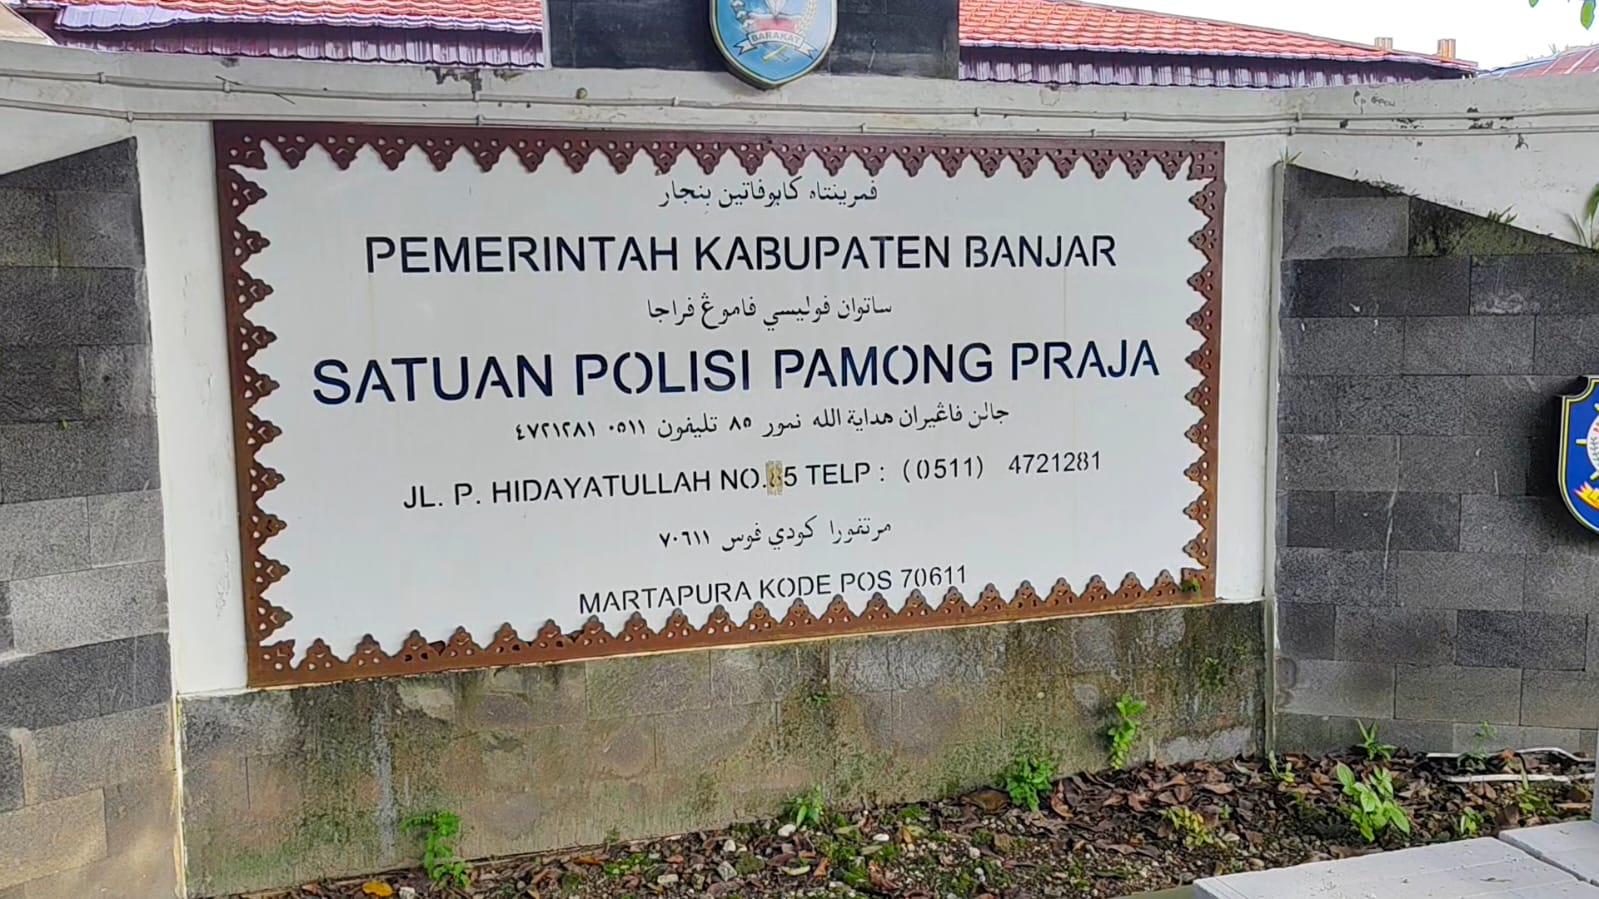 BARAKAT
فمرينتاه كابوفاتين بنجار
PEMERINTAH KABUPATEN BANJAR
ساتوان فوليسي فاموڠ فراجا
SATUAN POLISI PAMONG PRAJA
جالن فاڠيران هداية الله نمور ٨٥ تليفون ٠٥١١ ٤٧٢١٢٨١
JL. P. HIDAYATULLAH NO.85 TELP : (0511) 4721281
مرتفورا كودي فوس ٧٠٦١١
MARTAPURA KODE POS 70611